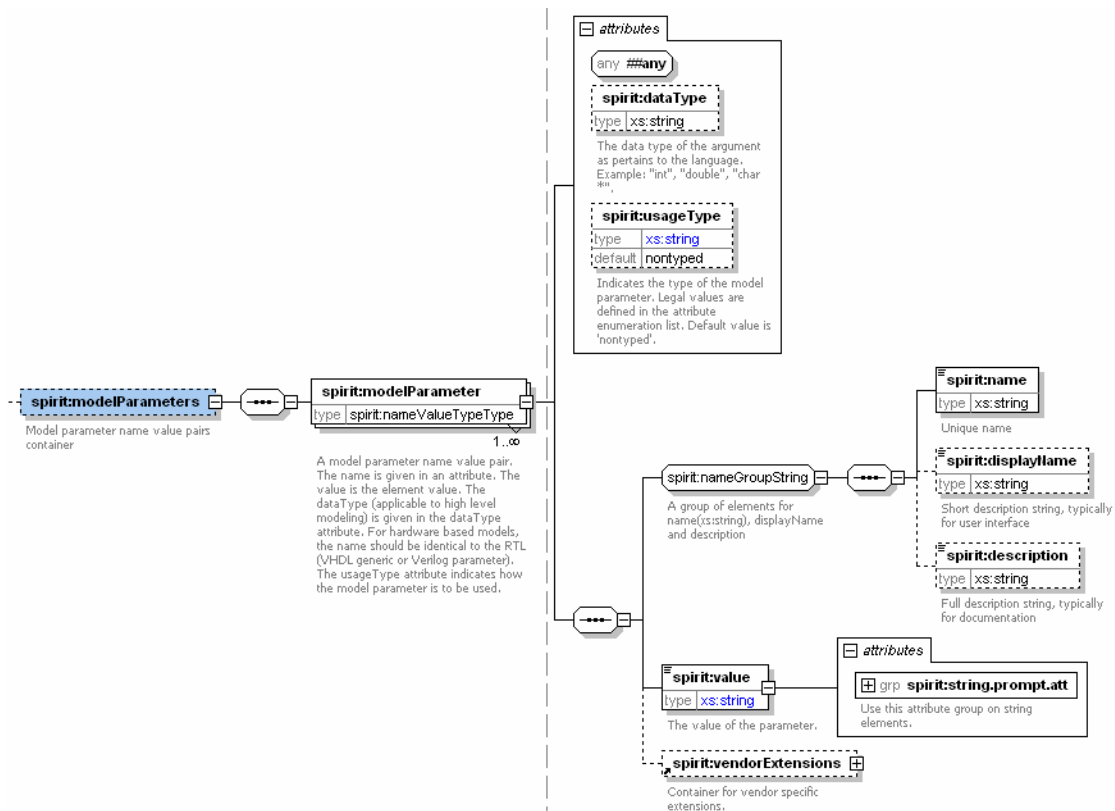 attributes
any ##any
spirit:dataType
type xs:string
The data type of the argument
as pertains to the language.
Example: "int", "double", "char
*".
spirit:usageType
type xs:string
default nontyped
Indicates the type of the model
parameter. Legal values are
defined in the attribute
enumeration list. Default value is
'nontyped'.
spirit:modelParameters
Model parameter name value pairs
container
spirit:modelParameter
type spirit:nameValueTypeType
1..∞
A model parameter name value pair.
The name is given in an attribute. The
value is the element value. The
dataType (applicable to high level
modeling) is given in the dataType
attribute. For hardware based models,
the name should be identical to the RTL
(VHDL generic or Verilog parameter).
The usageType attribute indicates how
the model parameter is to be used.
spirit:nameGroupString
A group of elements for
name(xs:string), displayName
and description
spirit:name
type xs:string
Unique name
spirit:displayName
type xs:string
Short description string, typically
for user interface
spirit:description
type xs:string
Full description string, typically
for documentation
spirit:value
type xs:string
The value of the parameter.
attributes
grp spirit:string.prompt.att
Use this attribute group on string
elements.
spirit:vendorExtensions
Container for vendor specific
extensions.